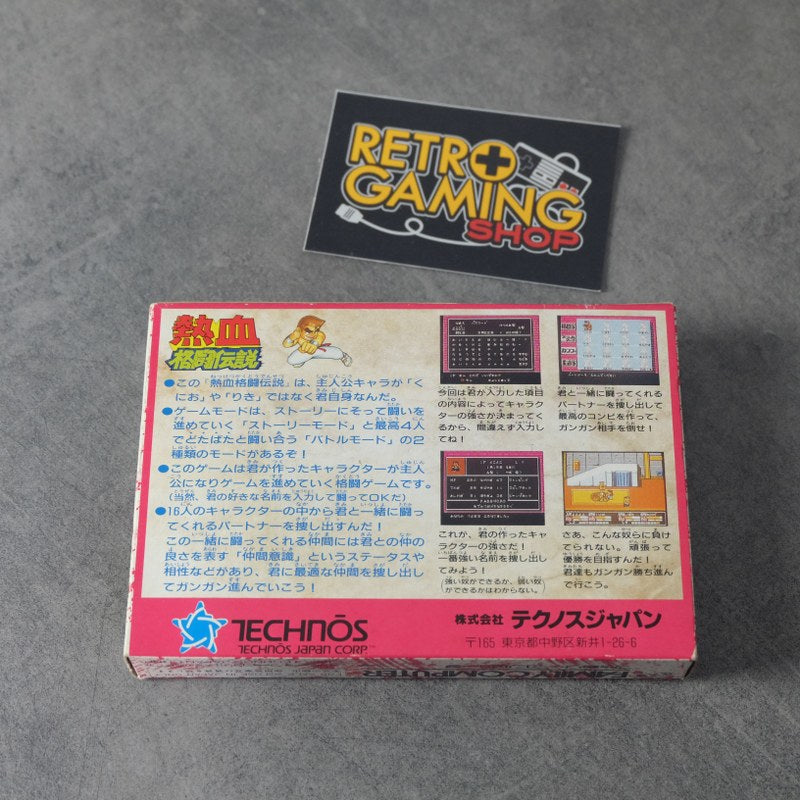 RETRO
GAMING
SHOP
熱血
格闘伝説
●この「熱血格闘伝説」は、主人公キャラが「く
にお」や「りき」ではなく君自身なんだ。
●ゲームモードは、ストーリーにそって闘いを
進めていく「ストーリーモード」と最高4人
でどたばたと闘い合う「バトルモード」の2
種類のモードがあるぞ!
●このゲームは君が作ったキャラクターが主人
公になりゲームを進めていく格闘ゲームです。
(当然、君の好きな名前を入力して闘ってOKだ)
●16人のキャラクターの中から君と一緒に闘っ
てくれるパートナーを捜し出すんだ!
この一緒に闘ってくれる仲間には君との仲の
良さを表す「仲間意識」というステータスや
相性などがあり、君に最適な仲間を捜し出し
てガンガン進んでいこう!
今回は君が入力した項目
の内容によってキャラク
ターの強さが決まってく
るから、間違えず入力し
てね!
君と一緒に闘ってくれる
パートナーを捜し出して
最高のコンビを作って、
ガンガン相手を倒せ!
これが、君の作ったキャ
ラクターの強さだ!
一番強い名前を捜し出し
てみよう!
(強い奴ができるか、弱い奴
ができるかはわからない。)
さあ、こんな奴らに負け
てられない。頑張って
優勝を目指すんだ!
君達もガンガン勝ち進ん
で行こう。
TECHNŌS
TECHNOS JAPAN CORP.
株式会社 テクノスジャパン
〒165 東京都中野区新井1-26-6
FAMILY COMPUTER